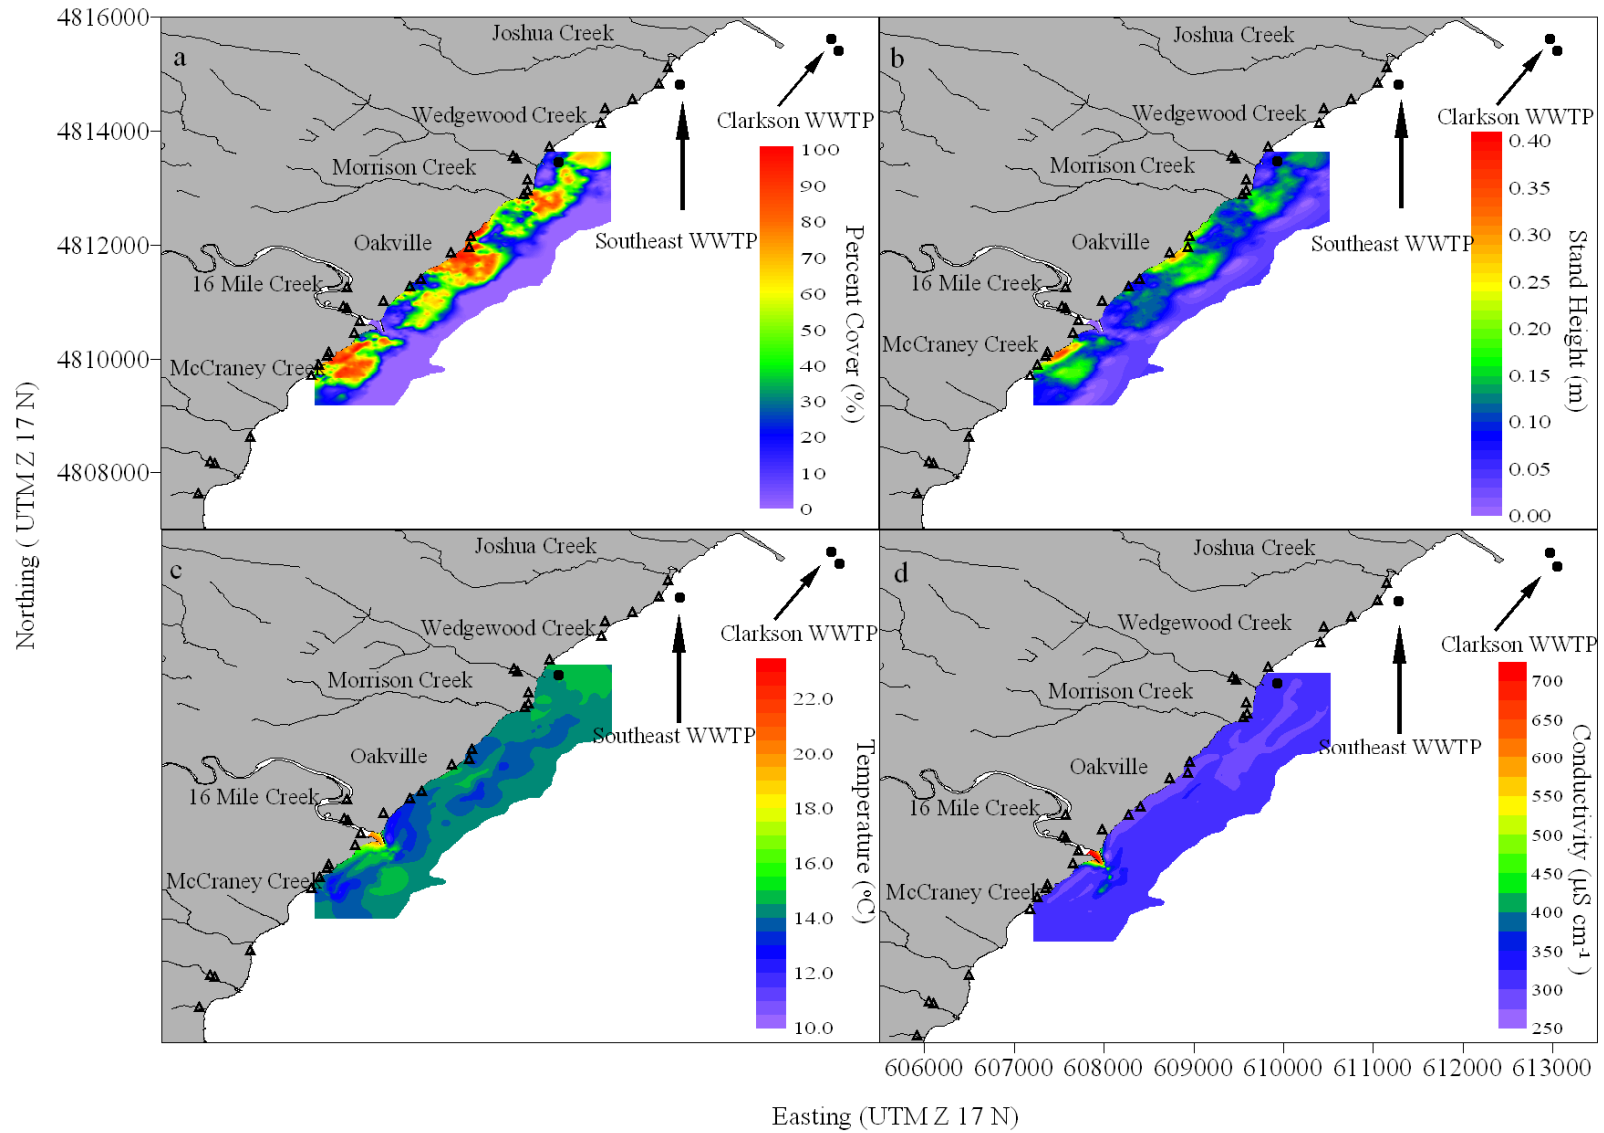 4816000
4814000
4812000
4810000
4808000
Northing ( UTM Z 17 N)
a
Joshua Creek
Wedgewood Creek
Clarkson WWTP
Morrison Creek
Oakville
Southeast WWTP
16 Mile Creek
McCraney Cree
100
90
80
70
60
50
40
30
20
10
0
Percent Cover (%)
b
Joshua Creek
Wedgewood Creek
Clarkson WWTP
Morrison Creek
Oakville
Southeast WWTP
16 Mile Creek
McCraney Creek
0.40
0.35
0.30
0.25
0.20
0.15
0.10
0.05
0.00
Stand Height (m)
c
Joshua Creek
Wedgewood Creek
Clarkson WWTP
Morrison Creek
Oakville
Southeast WWTP
16 Mile Creek
McCraney Creek
22.0
20.0
18.0
16.0
14.0
12.0
10.0
Temperature (°C)
d
Joshua Creek
Wedgewood Creek
Clarkson WWTP
Morrison Creek
Oakville
Southeast WWTP
16 Mile Creek
McCraney Creek
700
650
600
550
500
450
400
350
300
250
Conductivity (µS cm⁻¹ )
606000 607000 608000 609000 610000 611000 612000 613000
Easting (UTM Z 17 N)